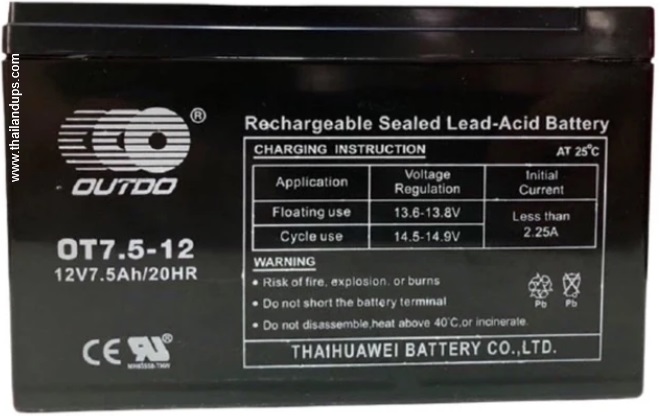 www.thailandups.com
®
OUTDO
OT7.5-12
12V7.5Ah/20HR
CE
Rechargeable Sealed Lead-Acid Battery
CHARGING INSTRUCTION AT 25°C
Application Voltage Regulation Initial Current
Floating use 13.6-13.8V Less than 2.25A
Cycle use 14.5-14.9V
WARNING
• Risk of fire, explosion. or burns
• Do not short the battery terminal
• Do not disassemble,heat above 40°C,or incinerate.
Pb Pb
THAIHUAWEI BATTERY CO.,LTD.